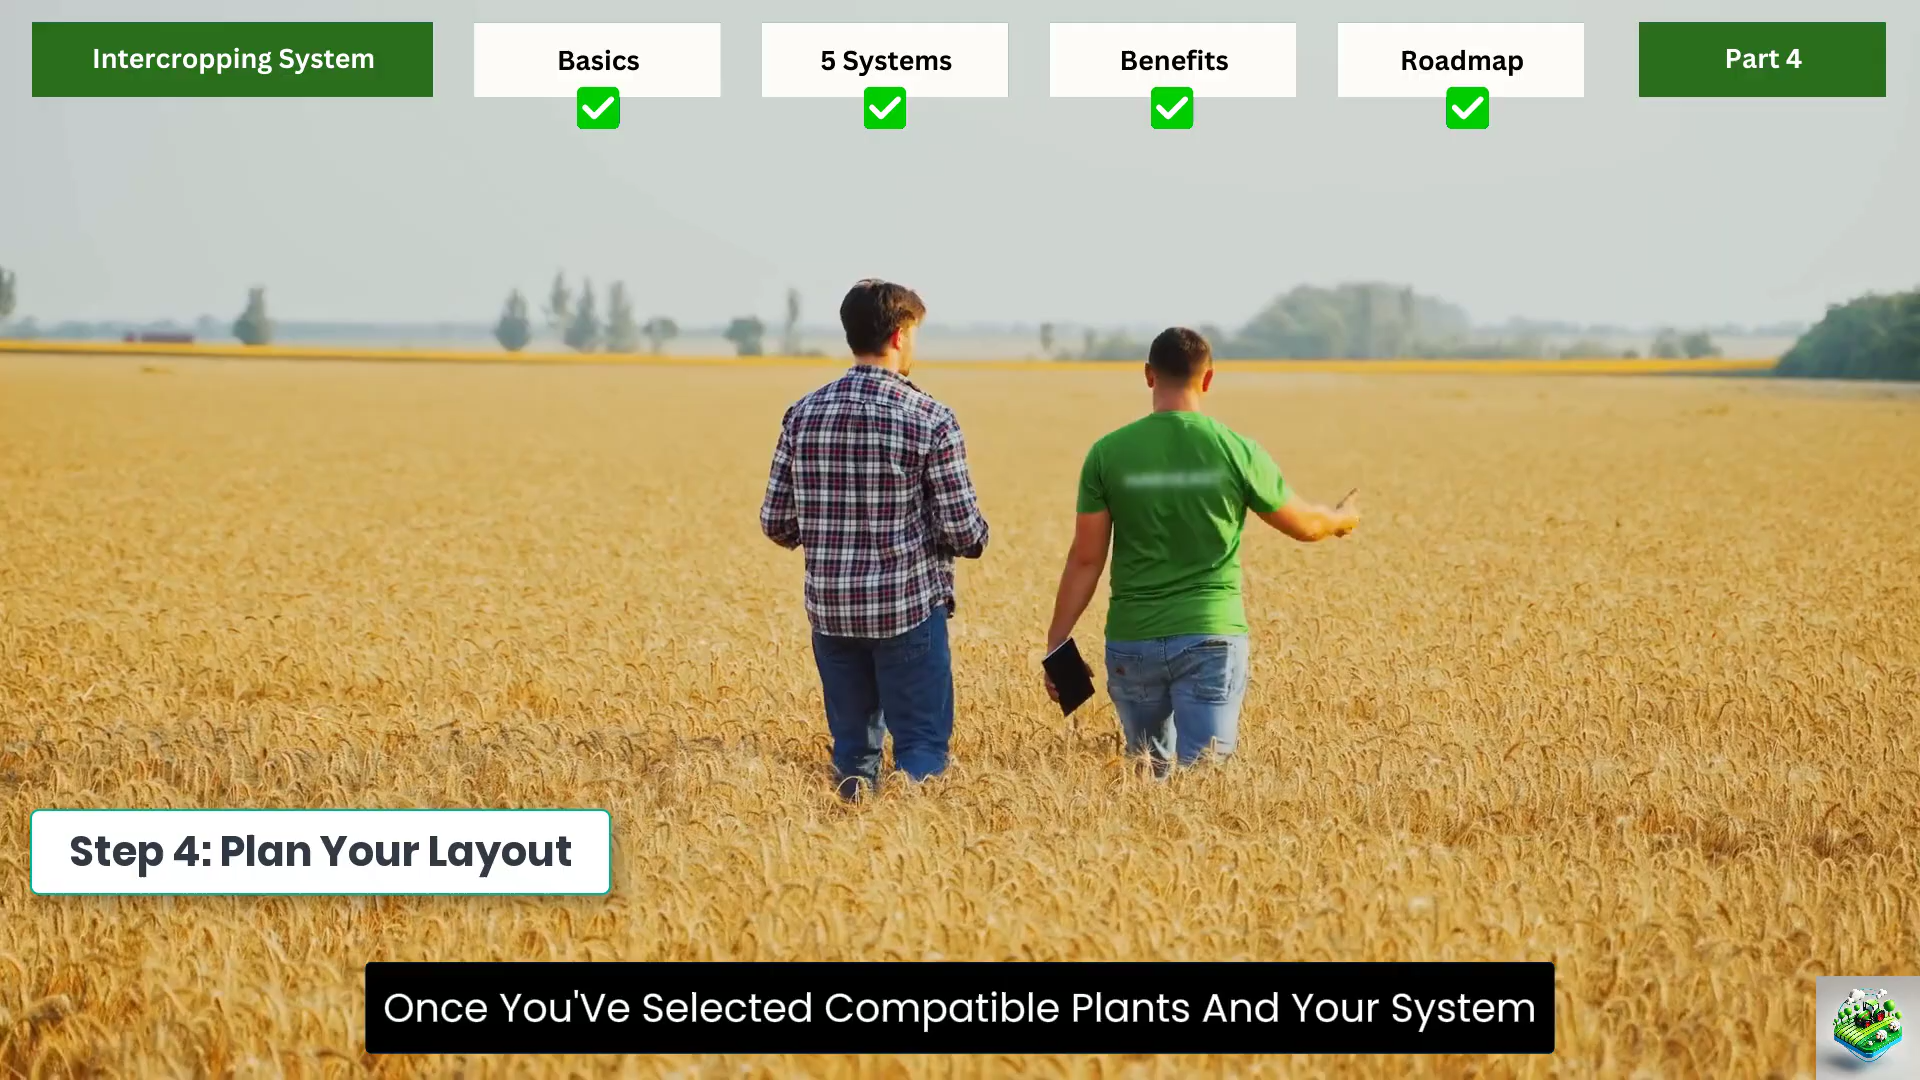 Intercropping System
Basics
5 Systems
Benefits
Roadmap
Part 4
Step 4: Plan Your Layout
Once You'Ve Selected Compatible Plants And Your System